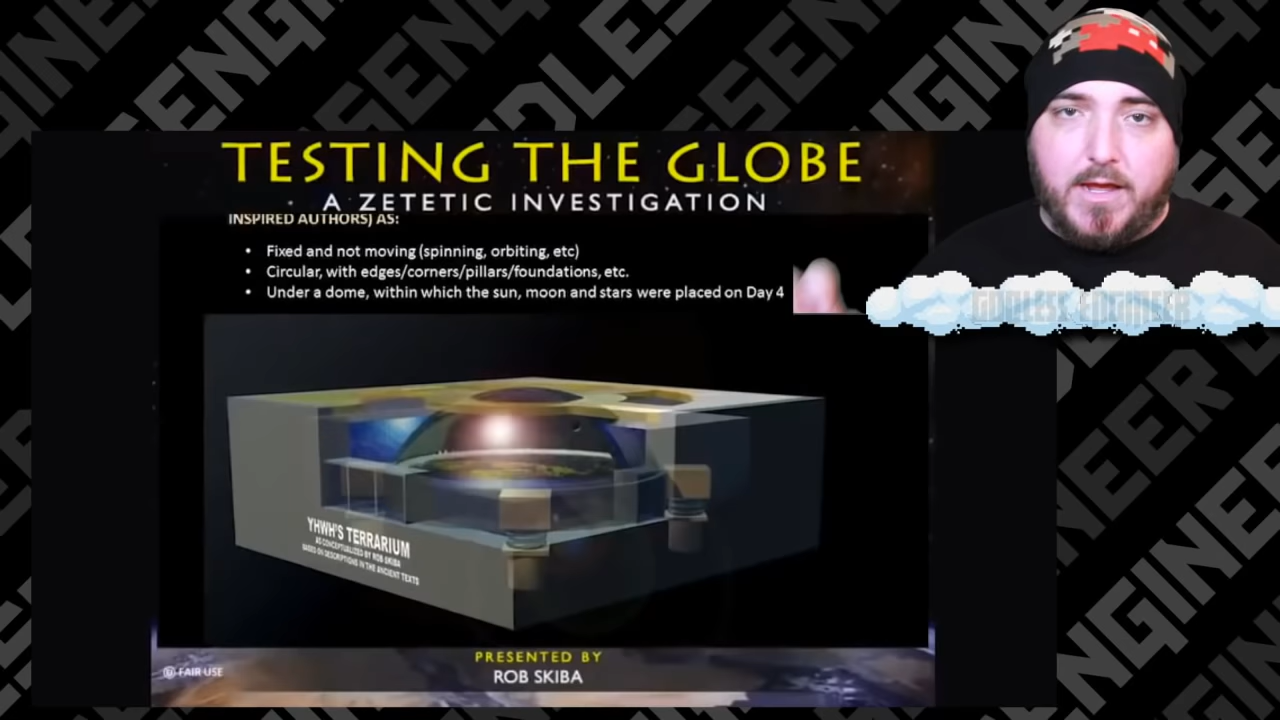 TESTING THE GLOBE
A ZETETIC INVESTIGATION
INSPIRED AUTHORS) AS:
• Fixed and not moving (spinning, orbiting, etc)
• Circular, with edges/corners/pillars/foundations, etc.
• Under a dome, within which the sun, moon and stars were placed on Day 4
GODLESS ENGINEER
YHWH'S TERRARIUM
AS CONCEPTUALIZED BY ROB SKIBA
BASED ON DESCRIPTIONS IN THE ANCIENT TEXTS
PRESENTED BY
ROB SKIBA
FAIR USE